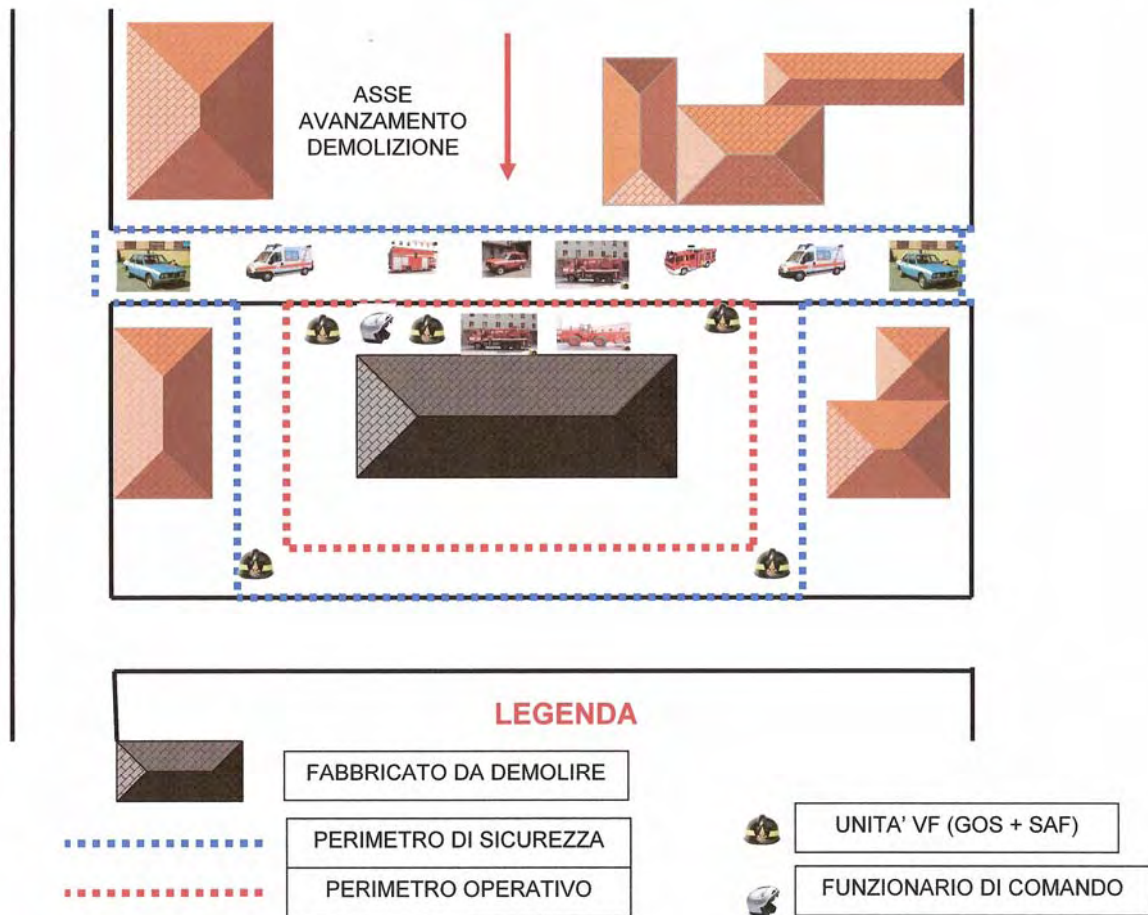 ASSE
AVANZAMENTO
DEMOLIZIONE
LEGENDA
FABBRICATO DA DEMOLIRE
PERIMETRO DI SICUREZZA
PERIMETRO OPERATIVO
UNITA' VF (GOS + SAF)
FUNZIONARIO DI COMANDO